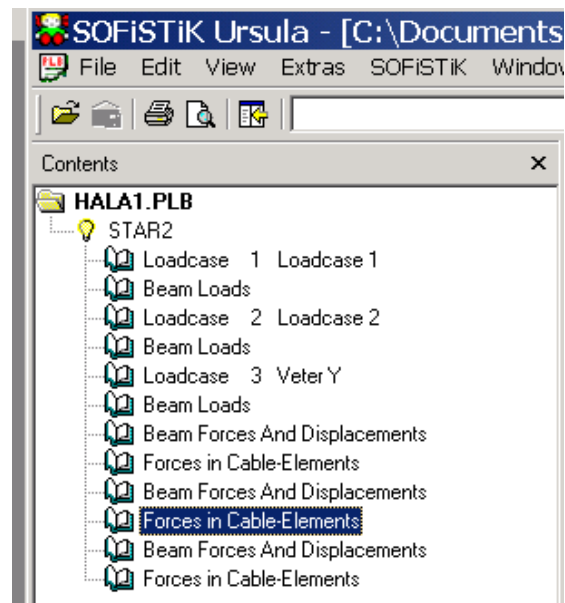 SOFiSTiK Ursula - [C:\Documents
File Edit View Extras SOFiSTiK Window
Contents
HALA1.PLB
STAR2
Loadcase 1 Loadcase 1
Beam Loads
Loadcase 2 Loadcase 2
Beam Loads
Loadcase 3 Veter Y
Beam Loads
Beam Forces And Displacements
Forces in Cable-Elements
Beam Forces And Displacements
Forces in Cable-Elements
Beam Forces And Displacements
Forces in Cable-Elements